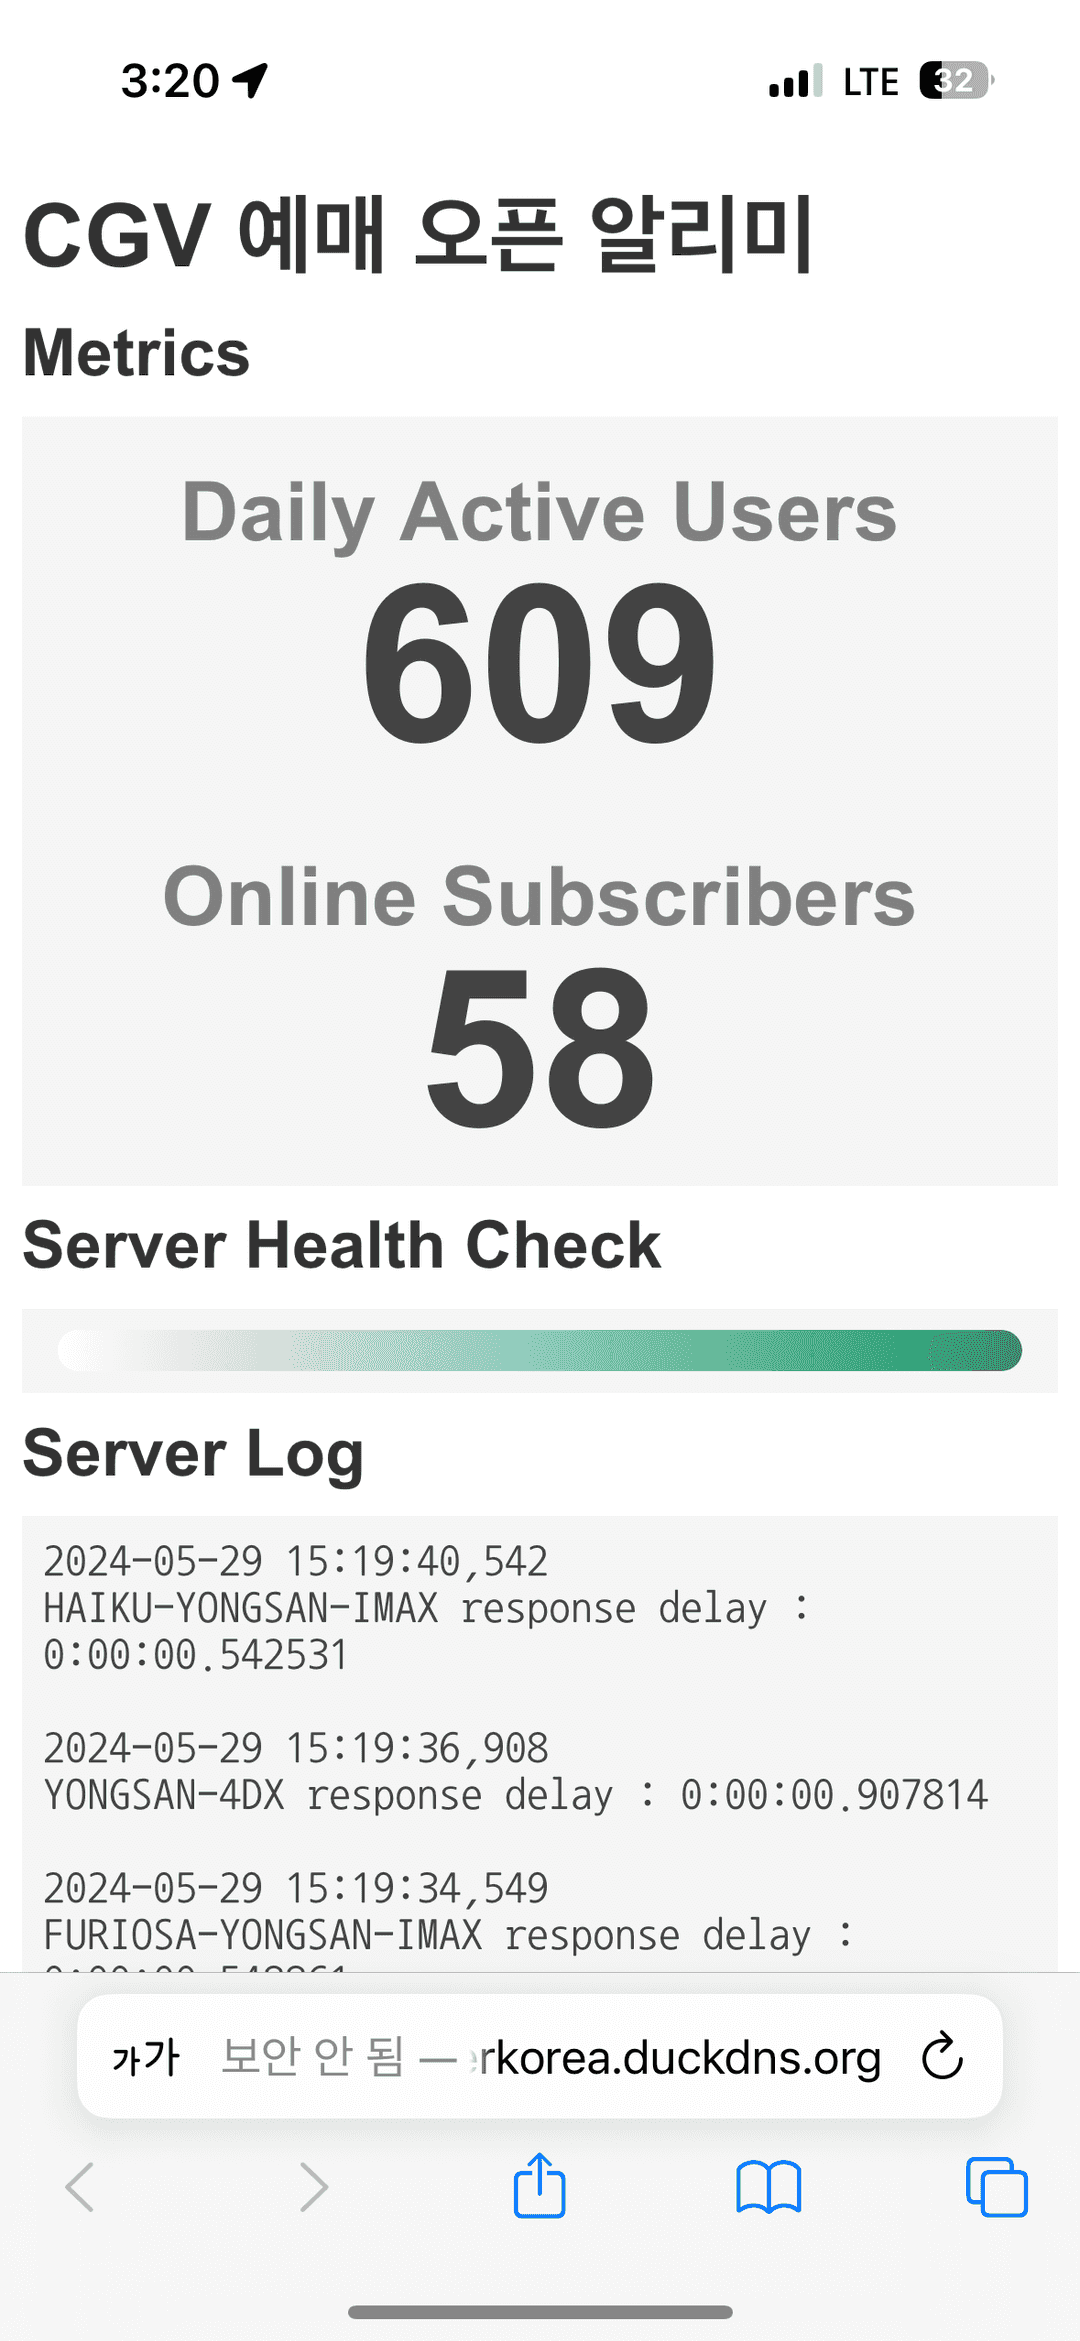 3:20
LTE
32
CGV 예매 오픈 알리미
Metrics
Daily Active Users
609
Online Subscribers
58
Server Health Check
Server Log
2024-05-29 15:19:40,542
HAIKU-YONGSAN-IMAX response delay :
0:00:00.542531
2024-05-29 15:19:36,908
YONGSAN-4DX response delay : 0:00:00.907814
2024-05-29 15:19:34,549
FURIOSA-YONGSAN-IMAX response delay :
가가 보안 안 됨 — erkorea.duckdns.org